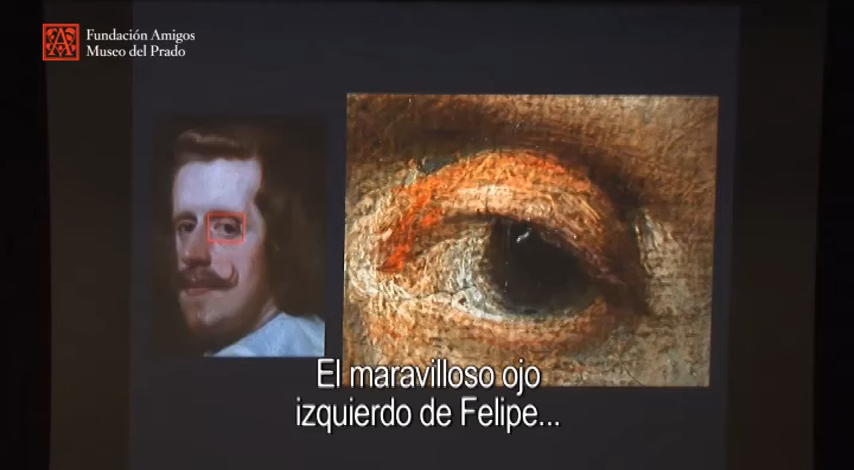 Fundación Amigos
Museo del Prado
El maravilloso ojo
izquierdo de Felipe...